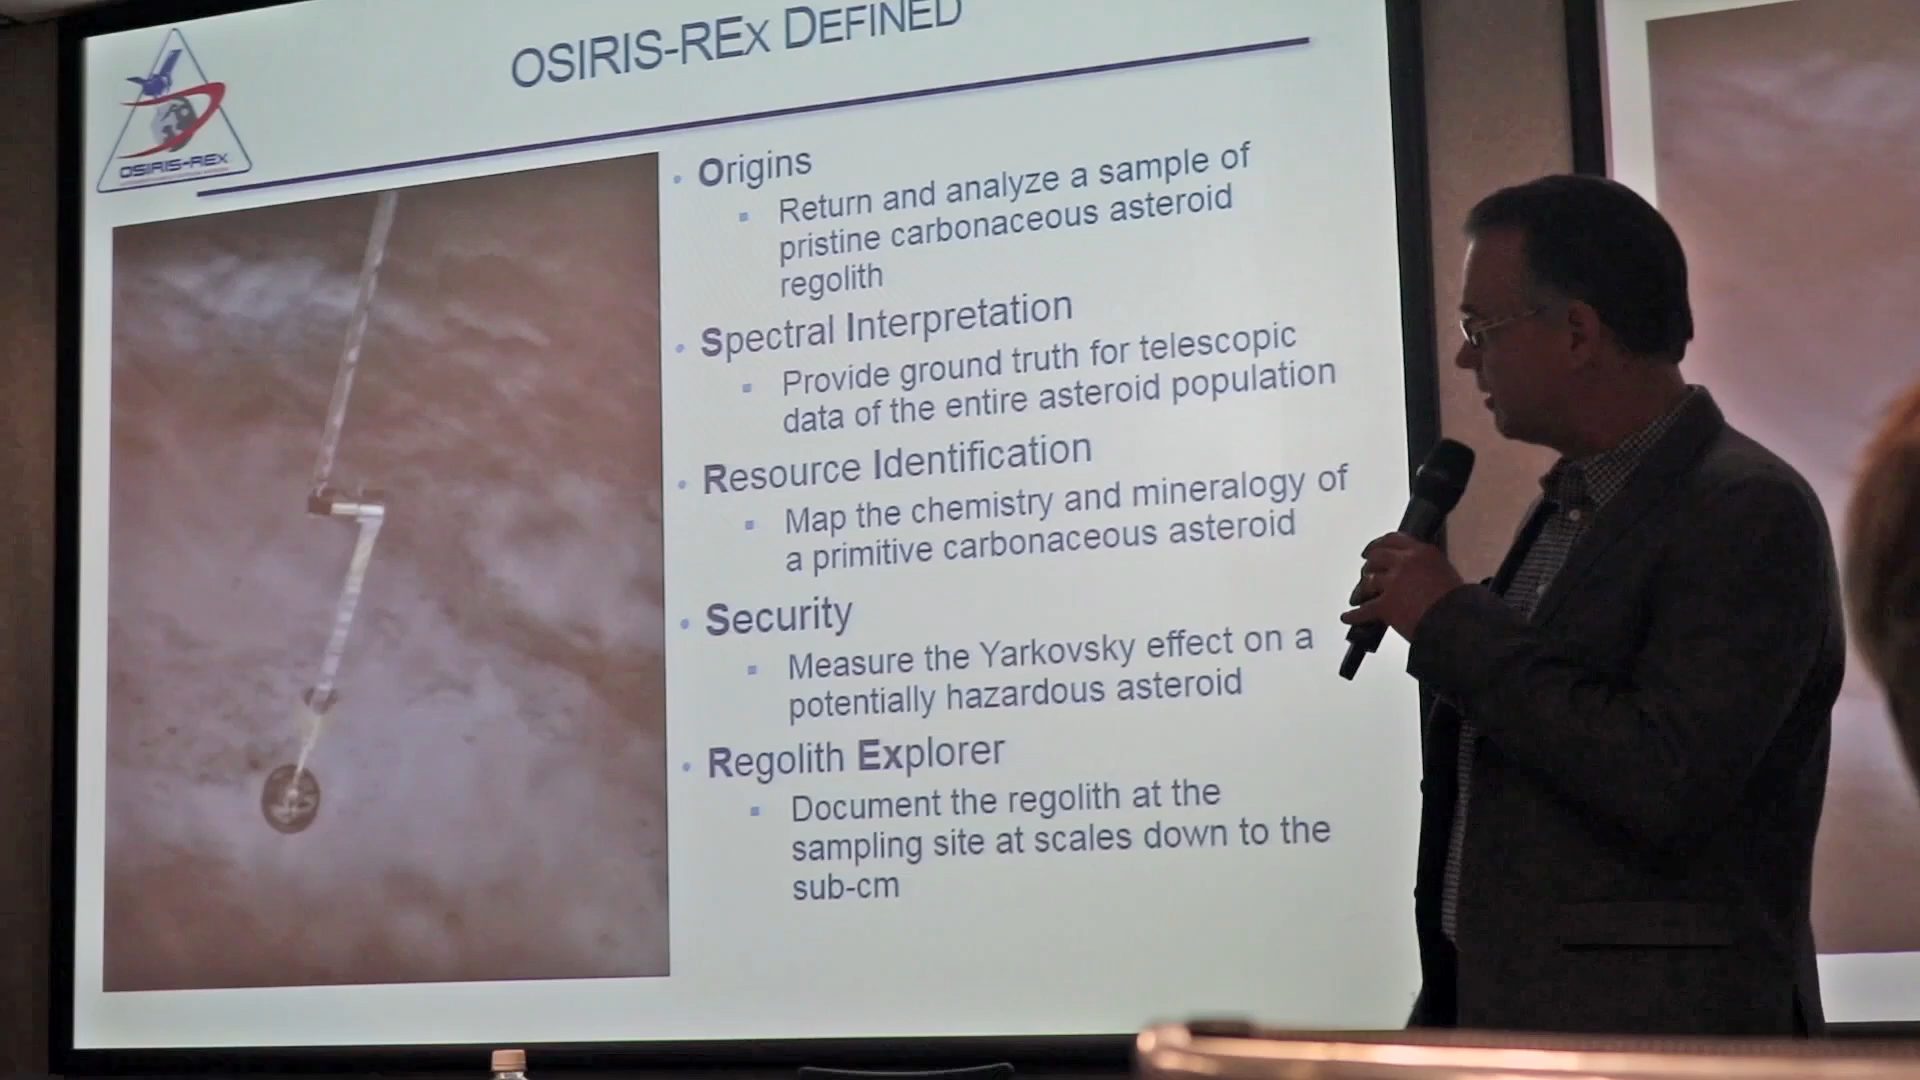 OSIRIS-REx DEFINED
OSIRIS-REx
• Origins
▪ Return and analyze a sample of
pristine carbonaceous asteroid
regolith
• Spectral Interpretation
▪ Provide ground truth for telescopic
data of the entire asteroid population
• Resource Identification
▪ Map the chemistry and mineralogy of
a primitive carbonaceous asteroid
• Security
▪ Measure the Yarkovsky effect on a
potentially hazardous asteroid
• Regolith Explorer
▪ Document the regolith at the
sampling site at scales down to the
sub-cm